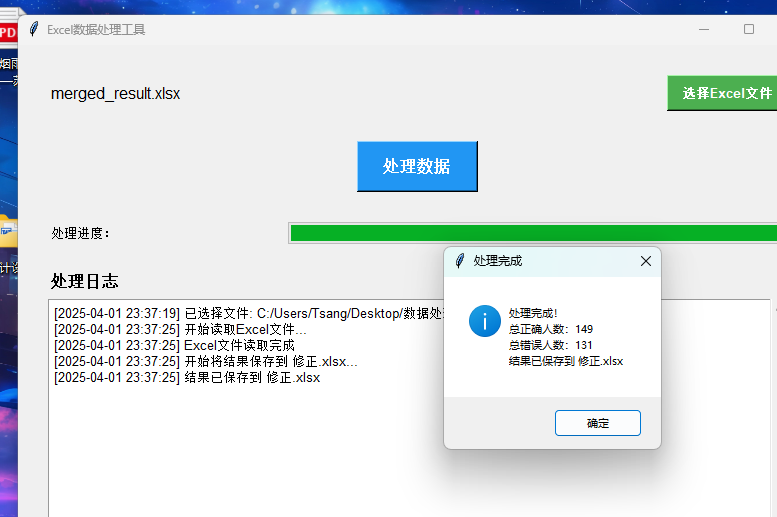 Excel数据处理工具
merged_result.xlsx
选择Excel文件
处理数据
处理进度：
处理完成
处理日志
[2025-04-01 23:37:19] 已选择文件: C:/Users/Tsang/Desktop/数据处
[2025-04-01 23:37:25] 开始读取Excel文件...
[2025-04-01 23:37:25] Excel文件读取完成
[2025-04-01 23:37:25] 开始将结果保存到 修正.xlsx...
[2025-04-01 23:37:25] 结果已保存到 修正.xlsx
处理完成！
总正确人数：149
总错误人数：131
结果已保存到 修正.xlsx
确定
PD
计设